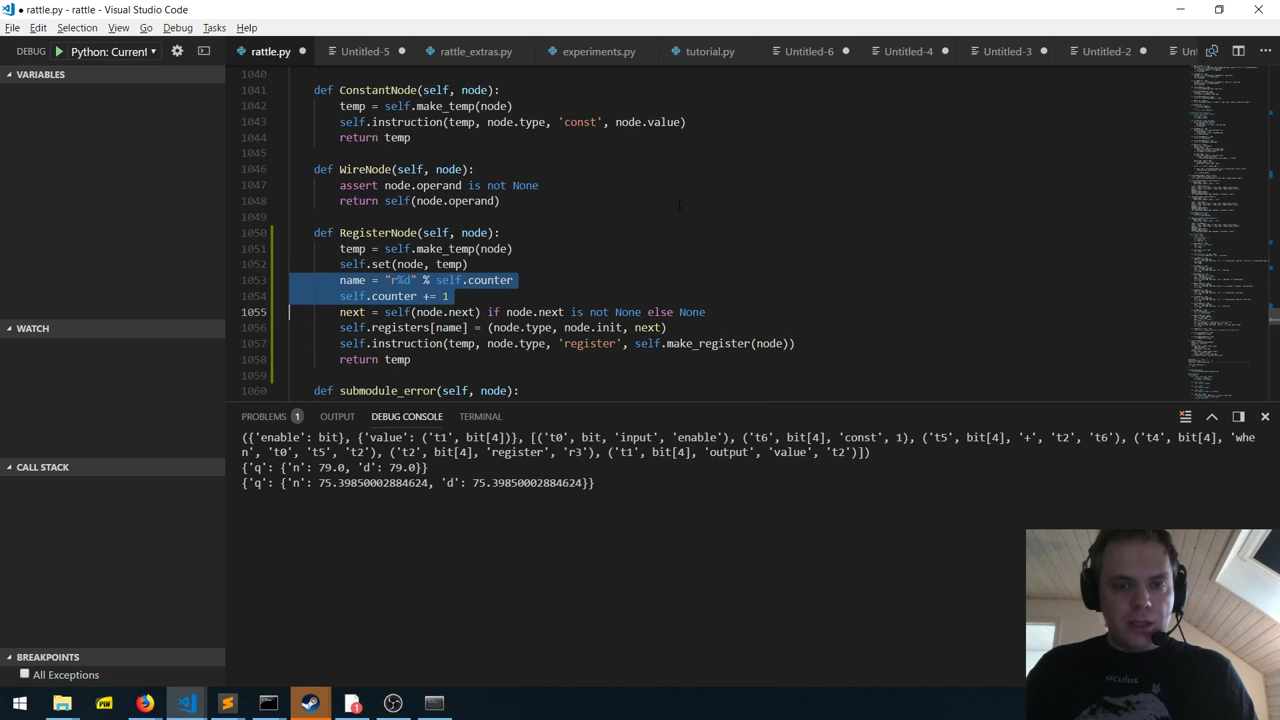 ● rattle.py - rattle - Visual Studio Code
File Edit Selection View Go Debug Tasks Help
DEBUG Python: Current
rattle.py Untitled-5 rattle_extras.py experiments.py tutorial.py Untitled-6 Untitled-4 Untitled-3 Untitled-2 Unt
VARIABLES
WATCH
CALL STACK
BREAKPOINTS
All Exceptions
1040
1041 def ConstantNode(self, node):
1042 temp = self.make_temp(node)
1043 self.instruction(temp, node.type, 'const', node.value)
1044 return temp
1045
1046 def WireNode(self, node):
1047 assert node.operand is not None
1048 return self(node.operand)
1049
1050 def RegisterNode(self, node):
1051 temp = self.make_temp(node)
1052 self.set(node, temp)
1053 name = "r%d" % self.counter
1054 self.counter += 1
1055 next = self(node.next) if node.next is not None else None
1056 self.registers[name] = (node.type, node.init, next)
1057 self.instruction(temp, node.type, 'register', self.make_register(node))
1058 return temp
1059
1060 def submodule_error(self, node):
PROBLEMS 1 OUTPUT DEBUG CONSOLE TERMINAL
({'enable': bit}, {'value': ('t1', bit[4])}, [('t0', bit, 'input', 'enable'), ('t6', bit[4], 'const', 1), ('t5', bit[4], '+', 't2', 't6'), ('t4', bit[4], 'whe
n', 't0', 't5', 't2'), ('t2', bit[4], 'register', 'r3'), ('t1', bit[4], 'output', 'value', 't2')])
{'q': {'n': 79.0, 'd': 79.0}}
{'q': {'n': 75.39850002884624, 'd': 75.39850002884624}}
oculus
PDF
1